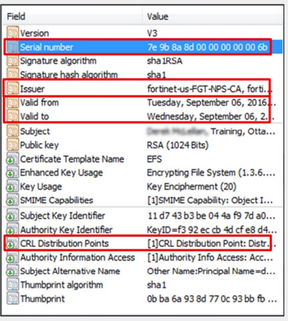 Field Value
Version V3
Serial number 7e 9b 8a 8d 00 00 00 00 00 6b
Signature algorithm sha1RSA
Signature hash algorithm sha1
Issuer fortinet-us-FGT-NPS-CA, forti...
Valid from Tuesday, September 06, 2016...
Valid to Wednesday, September 06, 2...
Subject , Training, Otta...
Public key RSA (1024 Bits)
Certificate Template Name EFS
Enhanced Key Usage Encrypting File System (1.3.6....
Key Usage Key Encipherment (20)
SMIME Capabilities [1]SMIME Capability: Object I...
Subject Key Identifier 11 d7 43 b3 be 04 4a f9 7d a0...
Authority Key Identifier KeyID=f3 92 ec cb 4d cf e8 d4...
CRL Distribution Points [1]CRL Distribution Point: Distr...
Authority Information Access [1]Authority Info Access: Acc...
Subject Alternative Name Other Name:Principal Name=d...
Thumbprint algorithm sha1
Thumbprint 0b ba 6a 93 8d 77 0c 93 bb fb ...